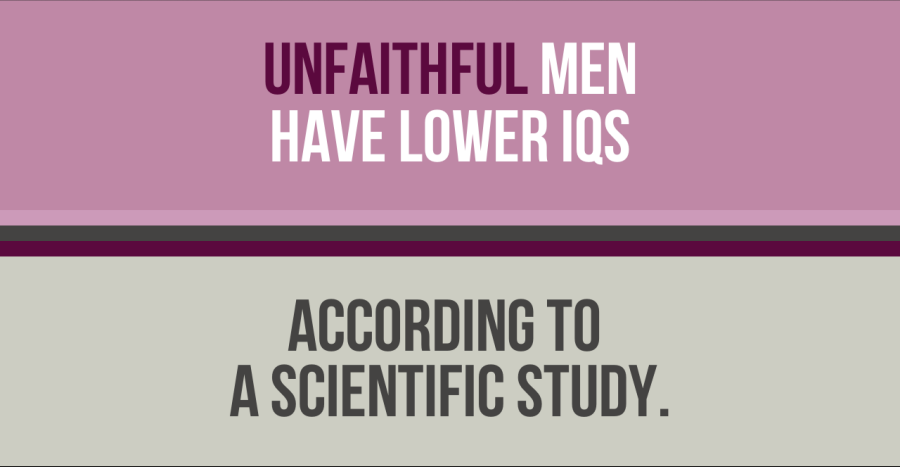 UNFAITHFUL MEN
HAVE LOWER IQS
ACCORDING TO
A SCIENTIFIC STUDY.